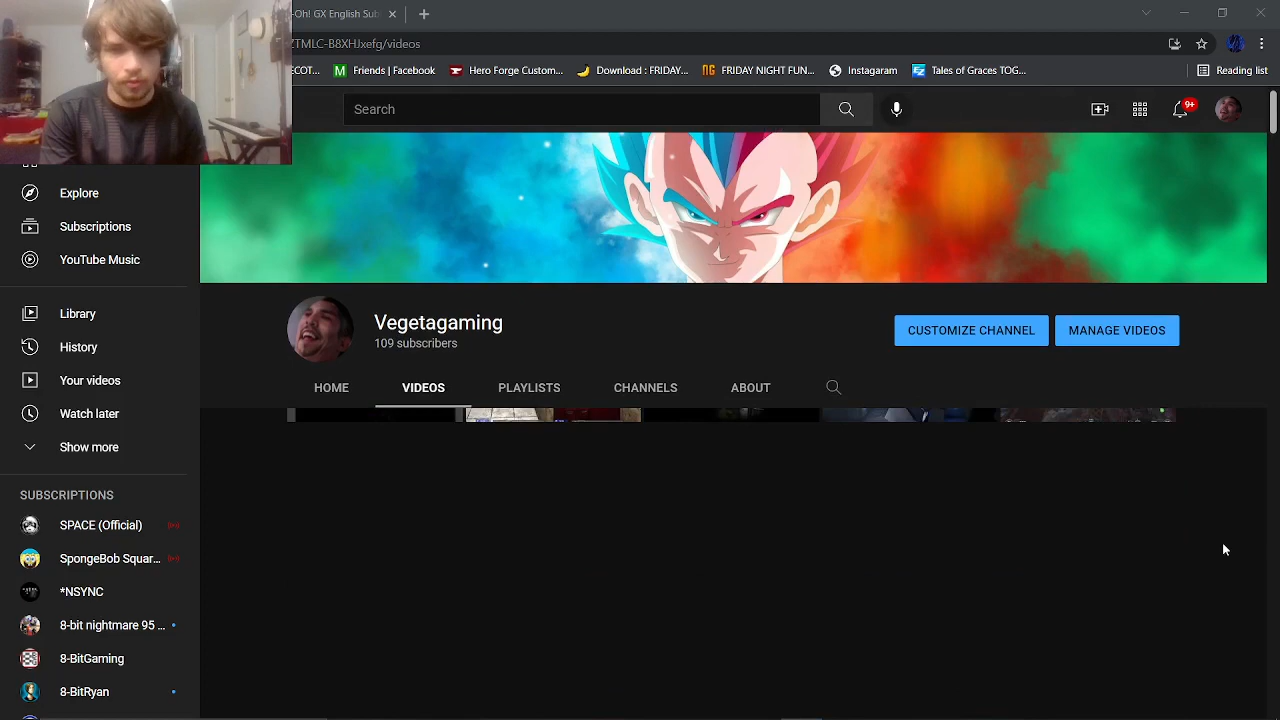 -Oh! GX English Sub
ZTMLC-B8XHJxefg/videos
ECOT... Friends | Facebook Hero Forge Custom... Download : FRIDAY... FRIDAY NIGHT FUN... Instagaram Tales of Graces TOG... Reading list
Search
9+
Explore
Subscriptions
YouTube Music
Library
History
Your videos
Watch later
Show more
SUBSCRIPTIONS
SPACE (Official)
SpongeBob Squar...
*NSYNC
8-bit nightmare 95 ...
8-BitGaming
8-BitRyan
Vegetagaming
109 subscribers
CUSTOMIZE CHANNEL MANAGE VIDEOS
HOME VIDEOS PLAYLISTS CHANNELS ABOUT